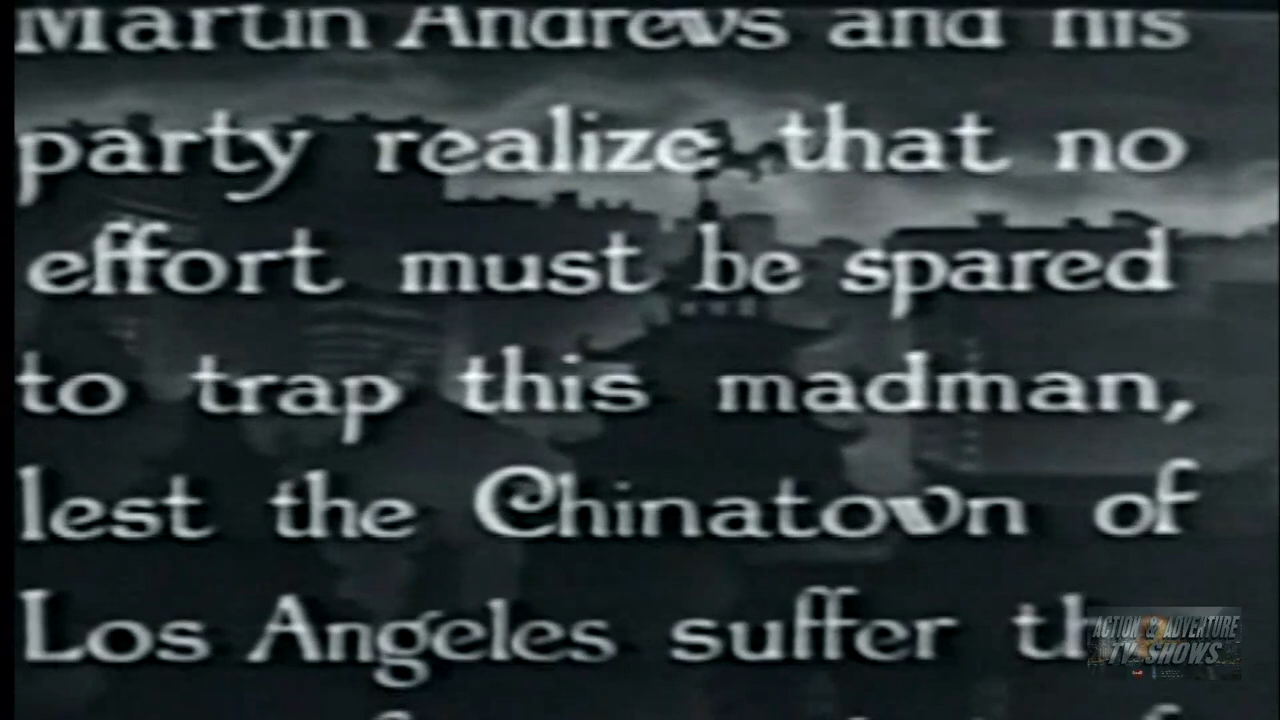 Martin Andrews and his
party realize that no
effort must be spared
to trap this madman,
lest the Chinatown of
Los Angeles suffer
ACTION & ADVENTURE
TV SHOWS